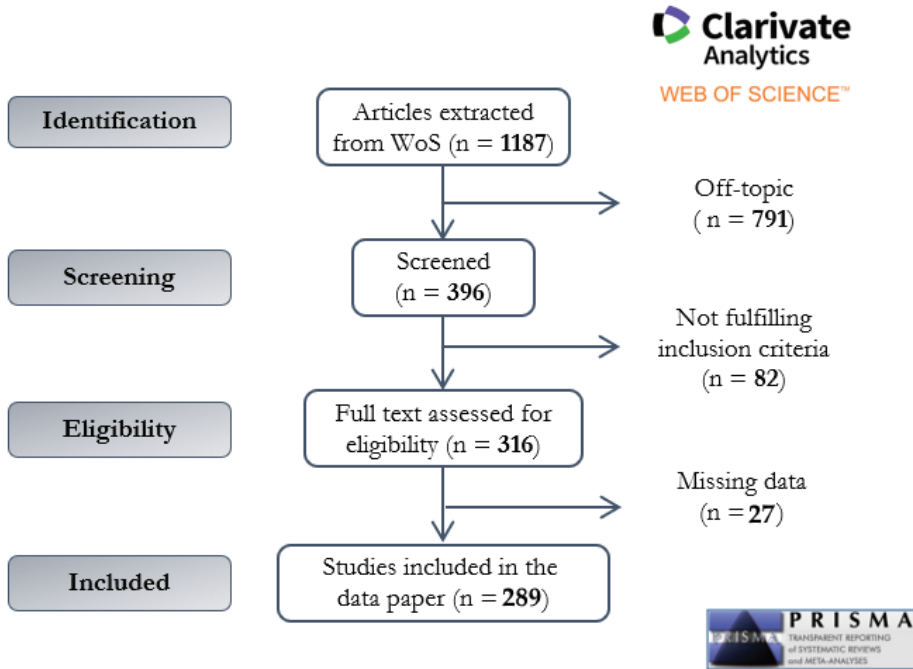 Clarivate
Analytics
WEB OF SCIENCE™
Identification
Articles extracted
from WoS (n = 1187)
Off-topic
( n = 791)
Screening
Screened
(n = 396)
Not fulfilling
inclusion criteria
(n = 82)
Eligibility
Full text assessed for
eligibility (n = 316)
Missing data
(n = 27)
Included
Studies included in the
data paper (n = 289)
PRISMA
PRISMA
TRANSPARENT REPORTING
of SYSTEMATIC REVIEWS
and META-ANALYSES